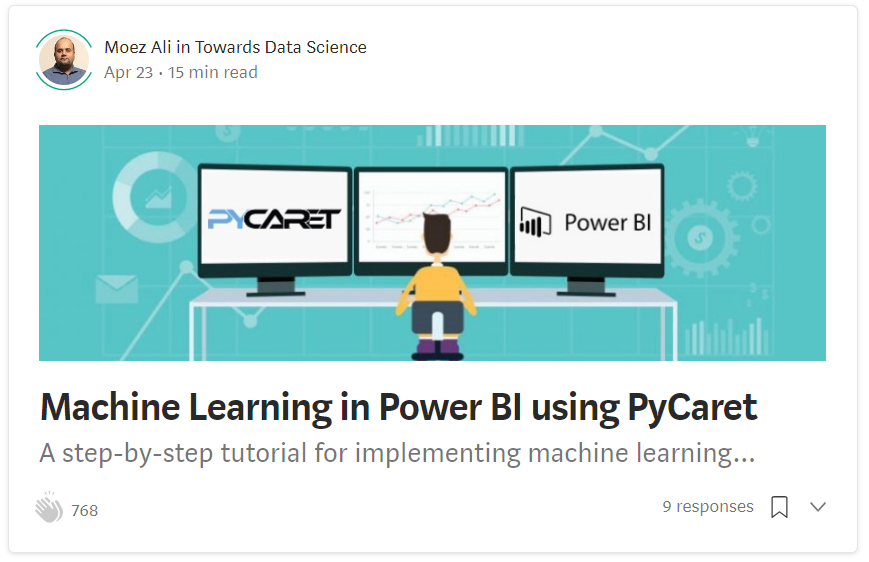 Moez Ali in Towards Data Science
Apr 23 · 15 min read
PYCARET
Power BI
Machine Learning in Power BI using PyCaret
A step-by-step tutorial for implementing machine learning...
768
9 responses